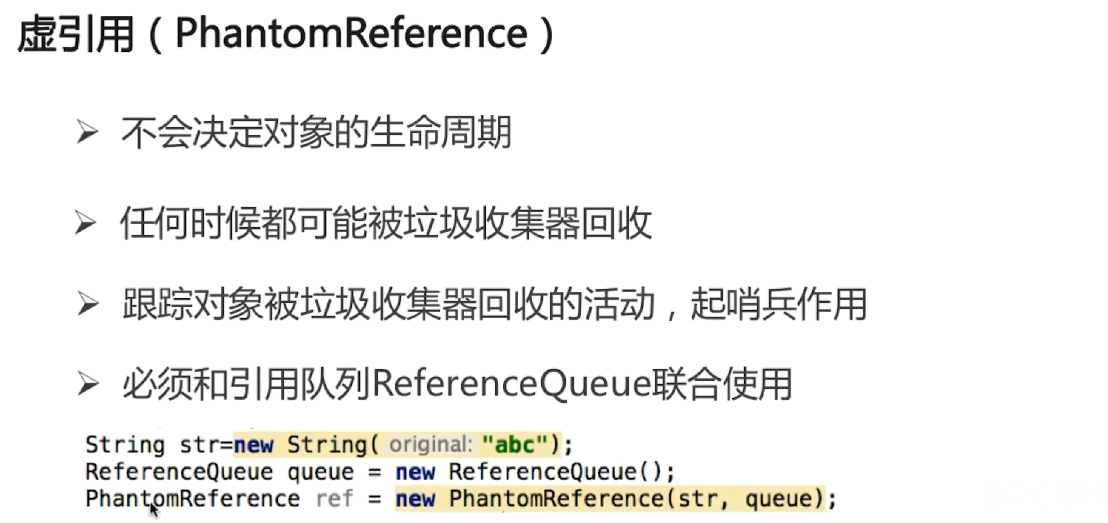 虚引用（PhantomReference）
➢ 不会决定对象的生命周期
➢ 任何时候都可能被垃圾收集器回收
➢ 跟踪对象被垃圾收集器回收的活动，起哨兵作用
➢ 必须和引用队列ReferenceQueue联合使用
String str=new String( original: "abc");
ReferenceQueue queue = new ReferenceQueue();
PhantomReference ref = new PhantomReference(str, queue);